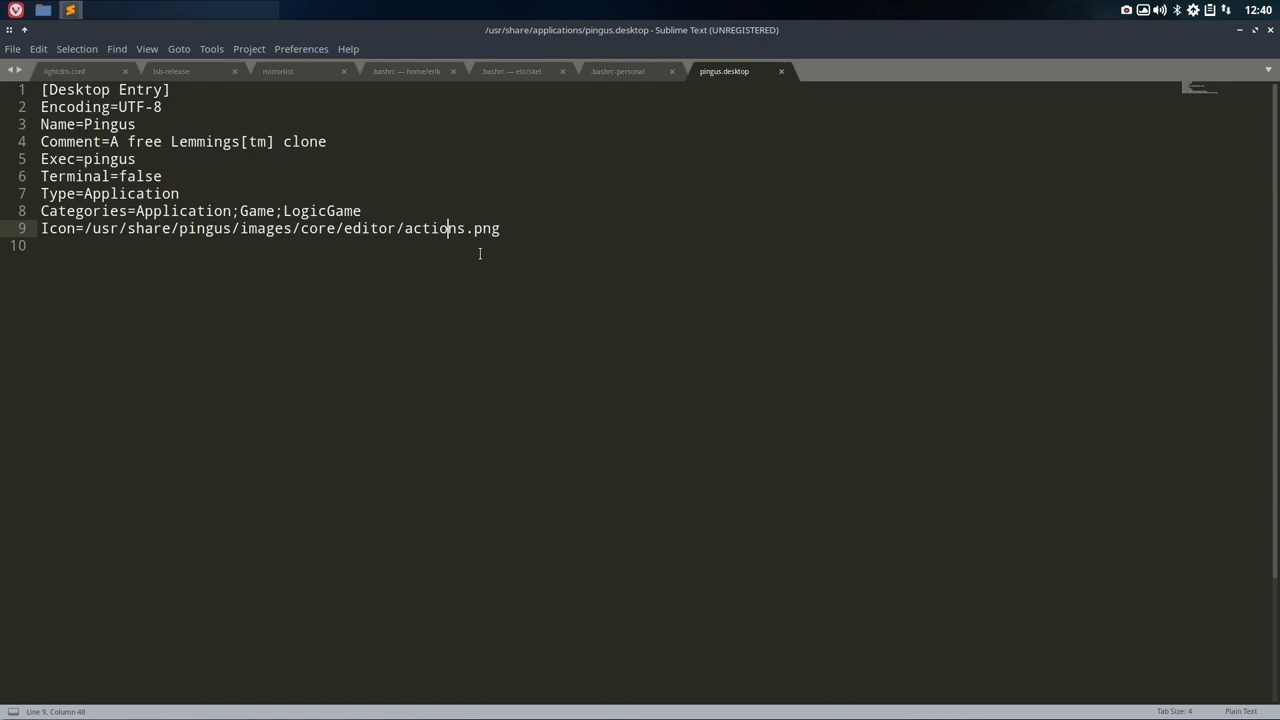 12:40
/usr/share/applications/pingus.desktop - Sublime Text (UNREGISTERED)
File Edit Selection Find View Goto Tools Project Preferences Help
lightdm.conf lsb-release mirrorlist .bashrc — home/erik .bashrc — etc/skel .bashrc-personal pingus.desktop
1 [Desktop Entry]
2 Encoding=UTF-8
3 Name=Pingus
4 Comment=A free Lemmings[tm] clone
5 Exec=pingus
6 Terminal=false
7 Type=Application
8 Categories=Application;Game;LogicGame
9 Icon=/usr/share/pingus/images/core/editor/actions.png
10
Line 9, Column 48 Tab Size: 4 Plain Text